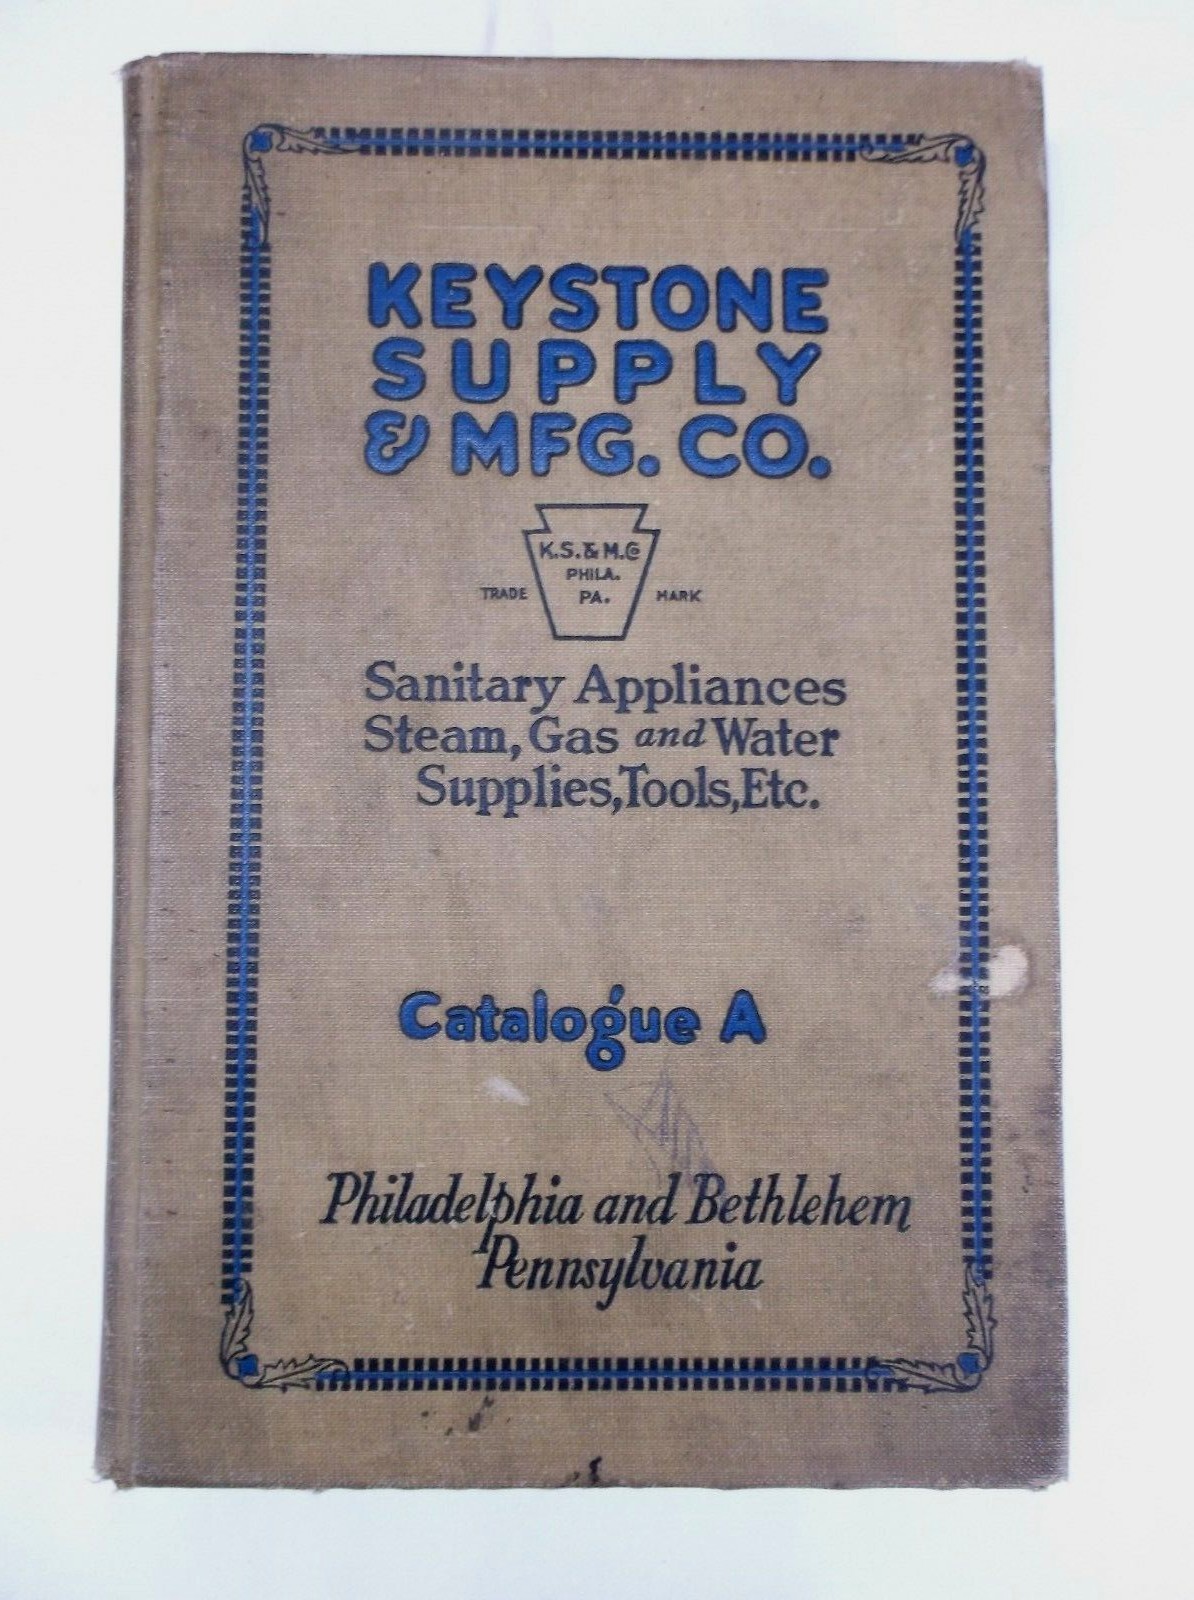 KEYSTONE
SUPPLY
& MFG. CO.
K.S.& M.Co
PHILA.
TRADE PA. MARK
Sanitary Appliances
Steam, Gas and Water
Supplies, Tools, Etc.
Catalogue A
Philadelphia and Bethlehem
Pennsylvania